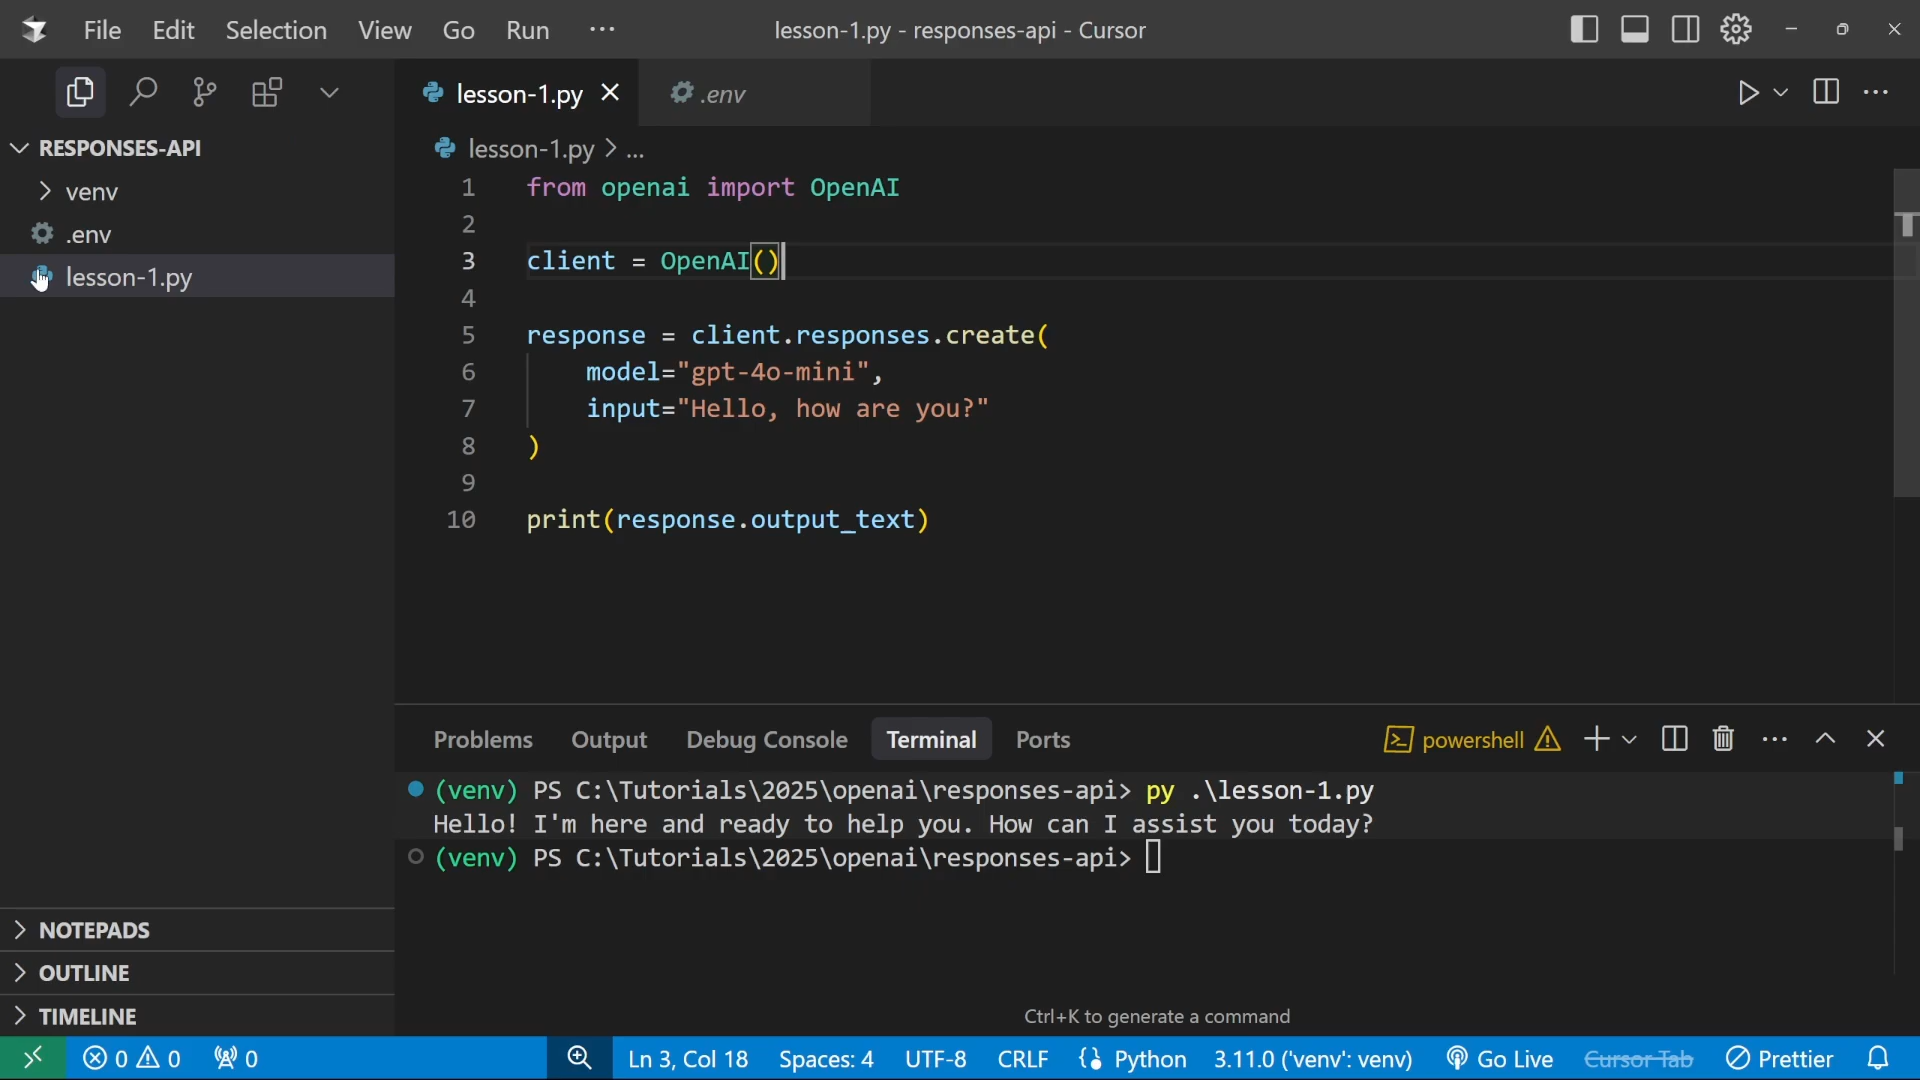 File Edit Selection View Go Run ··· lesson-1.py - responses-api - Cursor
lesson-1.py .env
RESPONSES-API
venv
.env
lesson-1.py
lesson-1.py > ...
1 from openai import OpenAI
2
3 client = OpenAI()
4
5 response = client.responses.create(
6 model="gpt-4o-mini",
7 input="Hello, how are you?"
8 )
9
10 print(response.output_text)
Problems Output Debug Console Terminal Ports powershell
(venv) PS C:\Tutorials\2025\openai\responses-api> py .\lesson-1.py
Hello! I'm here and ready to help you. How can I assist you today?
(venv) PS C:\Tutorials\2025\openai\responses-api>
NOTEPADS
OUTLINE
TIMELINE
Ctrl+K to generate a command
0 0 0 Ln 3, Col 18 Spaces: 4 UTF-8 CRLF {} Python 3.11.0 ('venv': venv) Go Live Cursor Tab Prettier